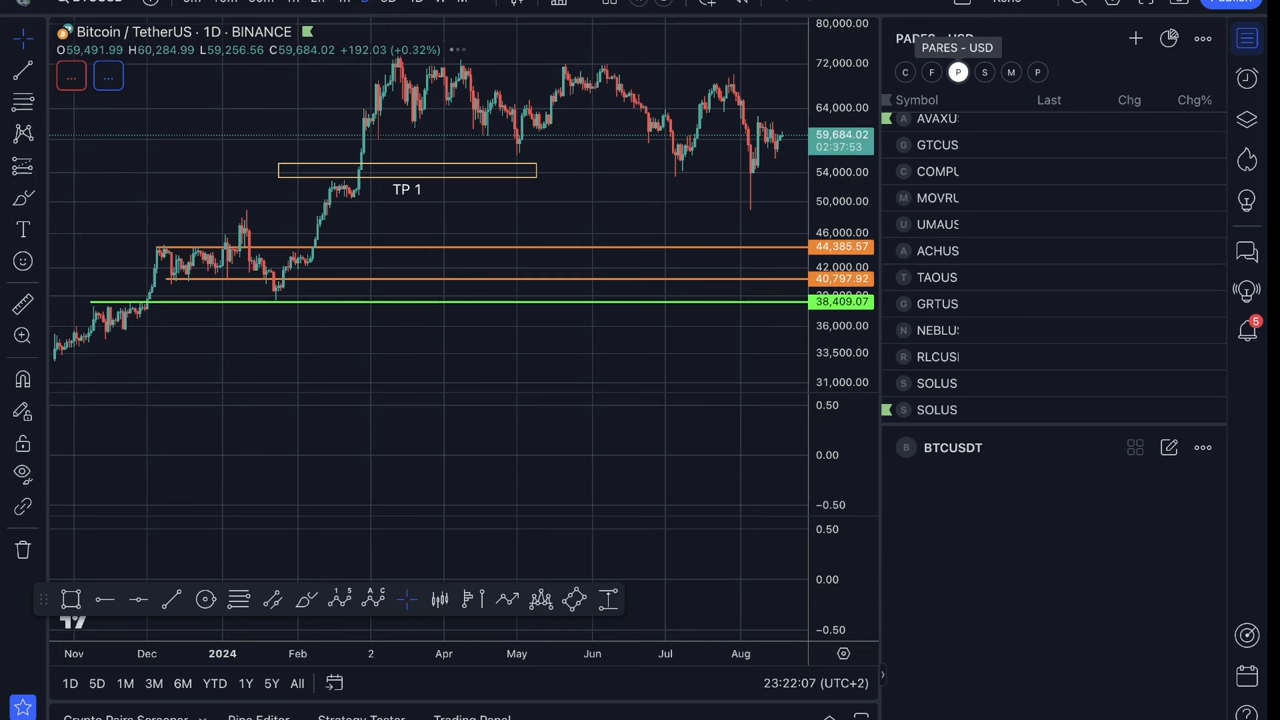 Bitcoin / TetherUS · 1D · BINANCE
O59,491.99 H60,284.99 L59,256.56 C59,684.02 +192.03 (+0.32%)
TP 1
80,000.00
72,000.00
64,000.00
59,684.02
02:37:53
54,000.00
50,000.00
46,000.00
44,385.57
42,000.00
40,797.92
38,409.07
36,000.00
33,500.00
31,000.00
0.50
0.00
−0.50
0.50
0.00
−0.50
Nov Dec 2024 Feb 2 Apr May Jun Jul Aug
1D 5D 1M 3M 6M YTD 1Y 5Y All
23:22:07 (UTC+2)
Crypto Pairs Screener Pine Editor Strategy Tester Trading Panel
PARES - USD
PARES - USD
C F P S M P
Symbol Last Chg Chg%
A AVAXUS
G GTCUS
C COMPU
M MOVRU
U UMAUS
A ACHUS
T TAOUS
G GRTUS
N NEBLUS
R RLCUS
S SOLUS
S SOLUS
B BTCUSDT
5
Publish